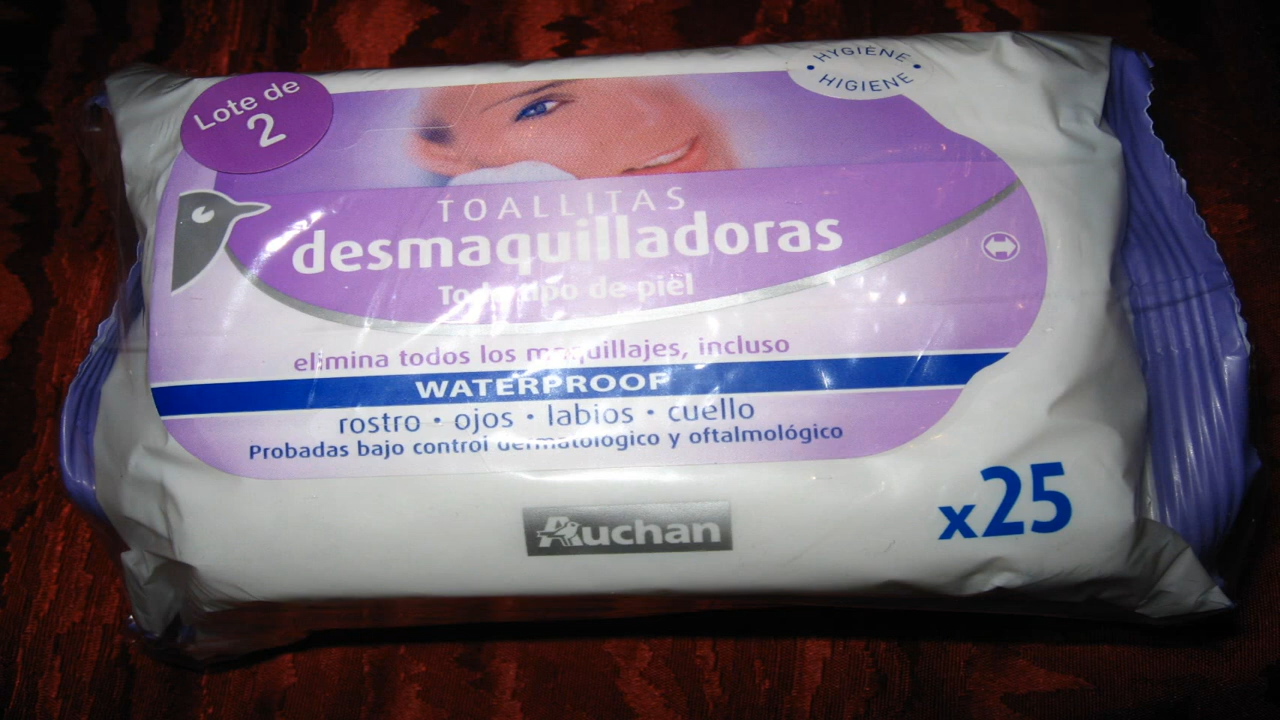 Lote de
2
HYGIÈNE
HIGIENE
TOALLITAS
desmaquilladoras
Todo tipo de piel
elimina todos los maquillajes, incluso
WATERPROOF
rostro • ojos • labios • cuello
Probadas bajo control dermatológico y oftalmológico
Auchan
x25